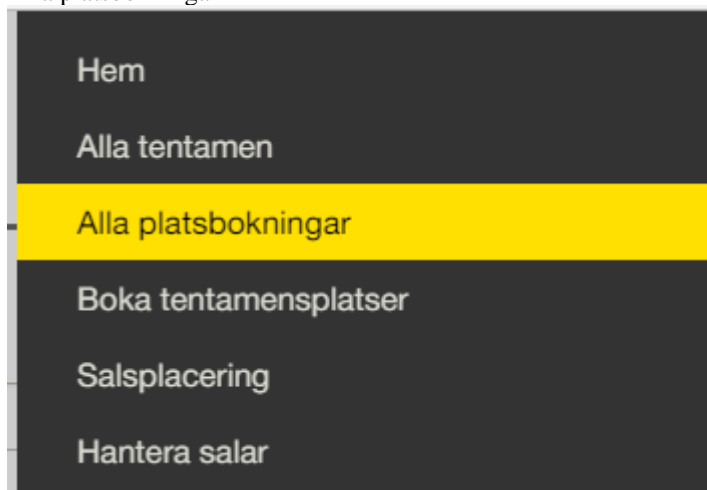 Hem
Alla tentamen
Alla platsbokningar
Boka tentamensplatser
Salsplacering
Hantera salar